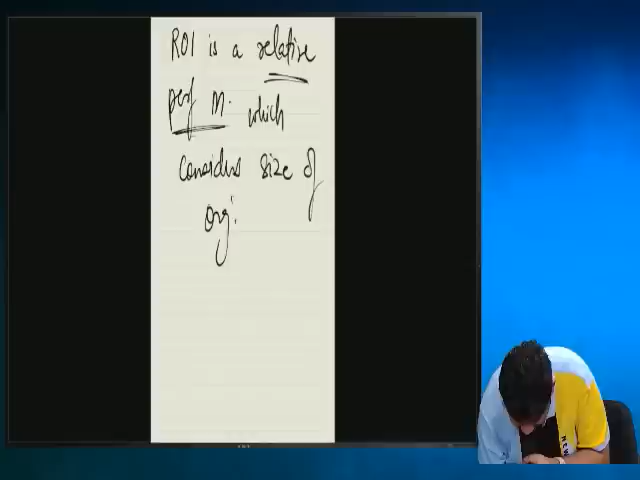 ROI is a relative
perf M. which
considers size of
org.